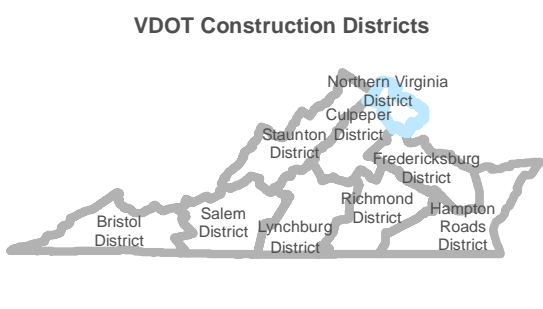 VDOT Construction Districts
Northern Virginia
District
Culpeper
District
Staunton
District
Fredericksburg
District
Richmond
District
Hampton
Roads
District
Salem
District
Lynchburg
District
Bristol
District